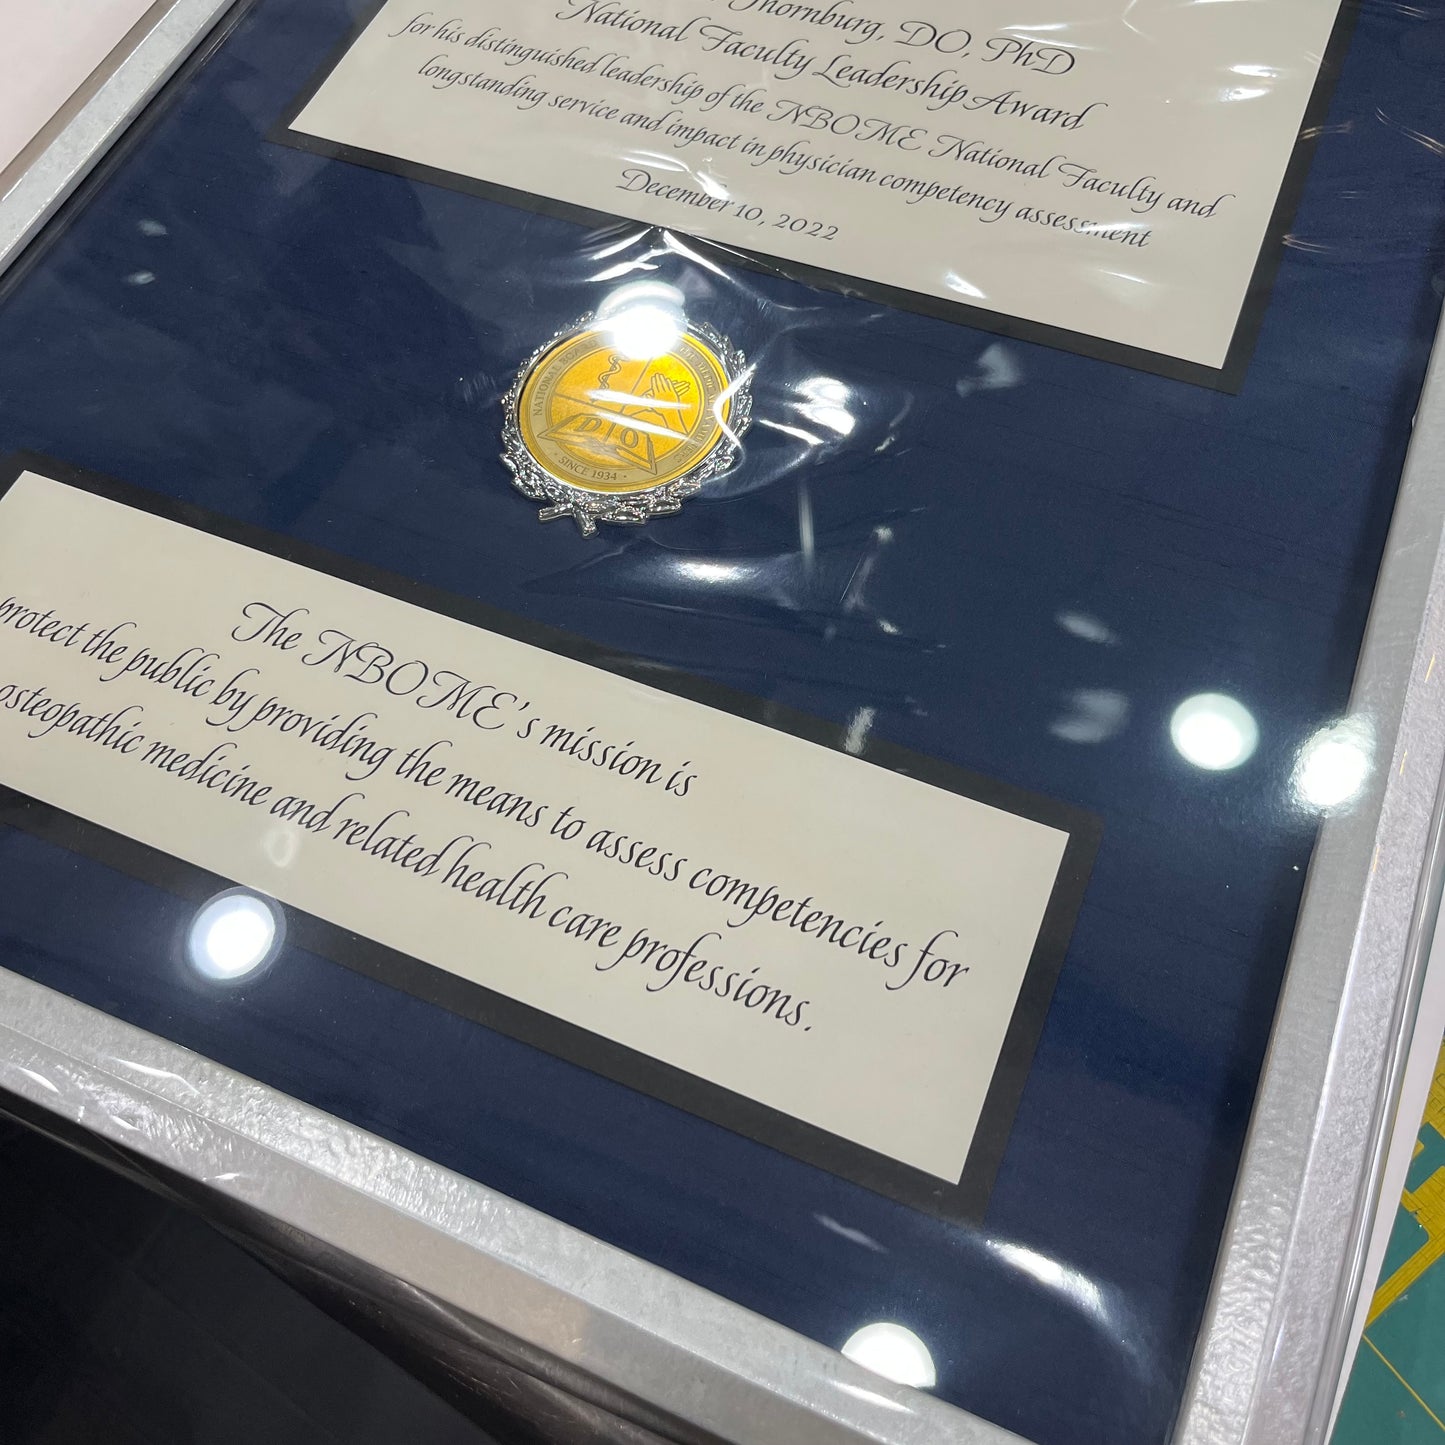 Thornburg, DO, PhD
National Faculty Leadership Award
for his distinguished leadership of the NBOME National Faculty and
longstanding service and impact in physician competency assessment
December 10, 2022
NATIONAL
DO
· SINCE 1934 ·
The NBOME's mission is
protect the public by providing the means to assess competencies for
osteopathic medicine and related health care professions.